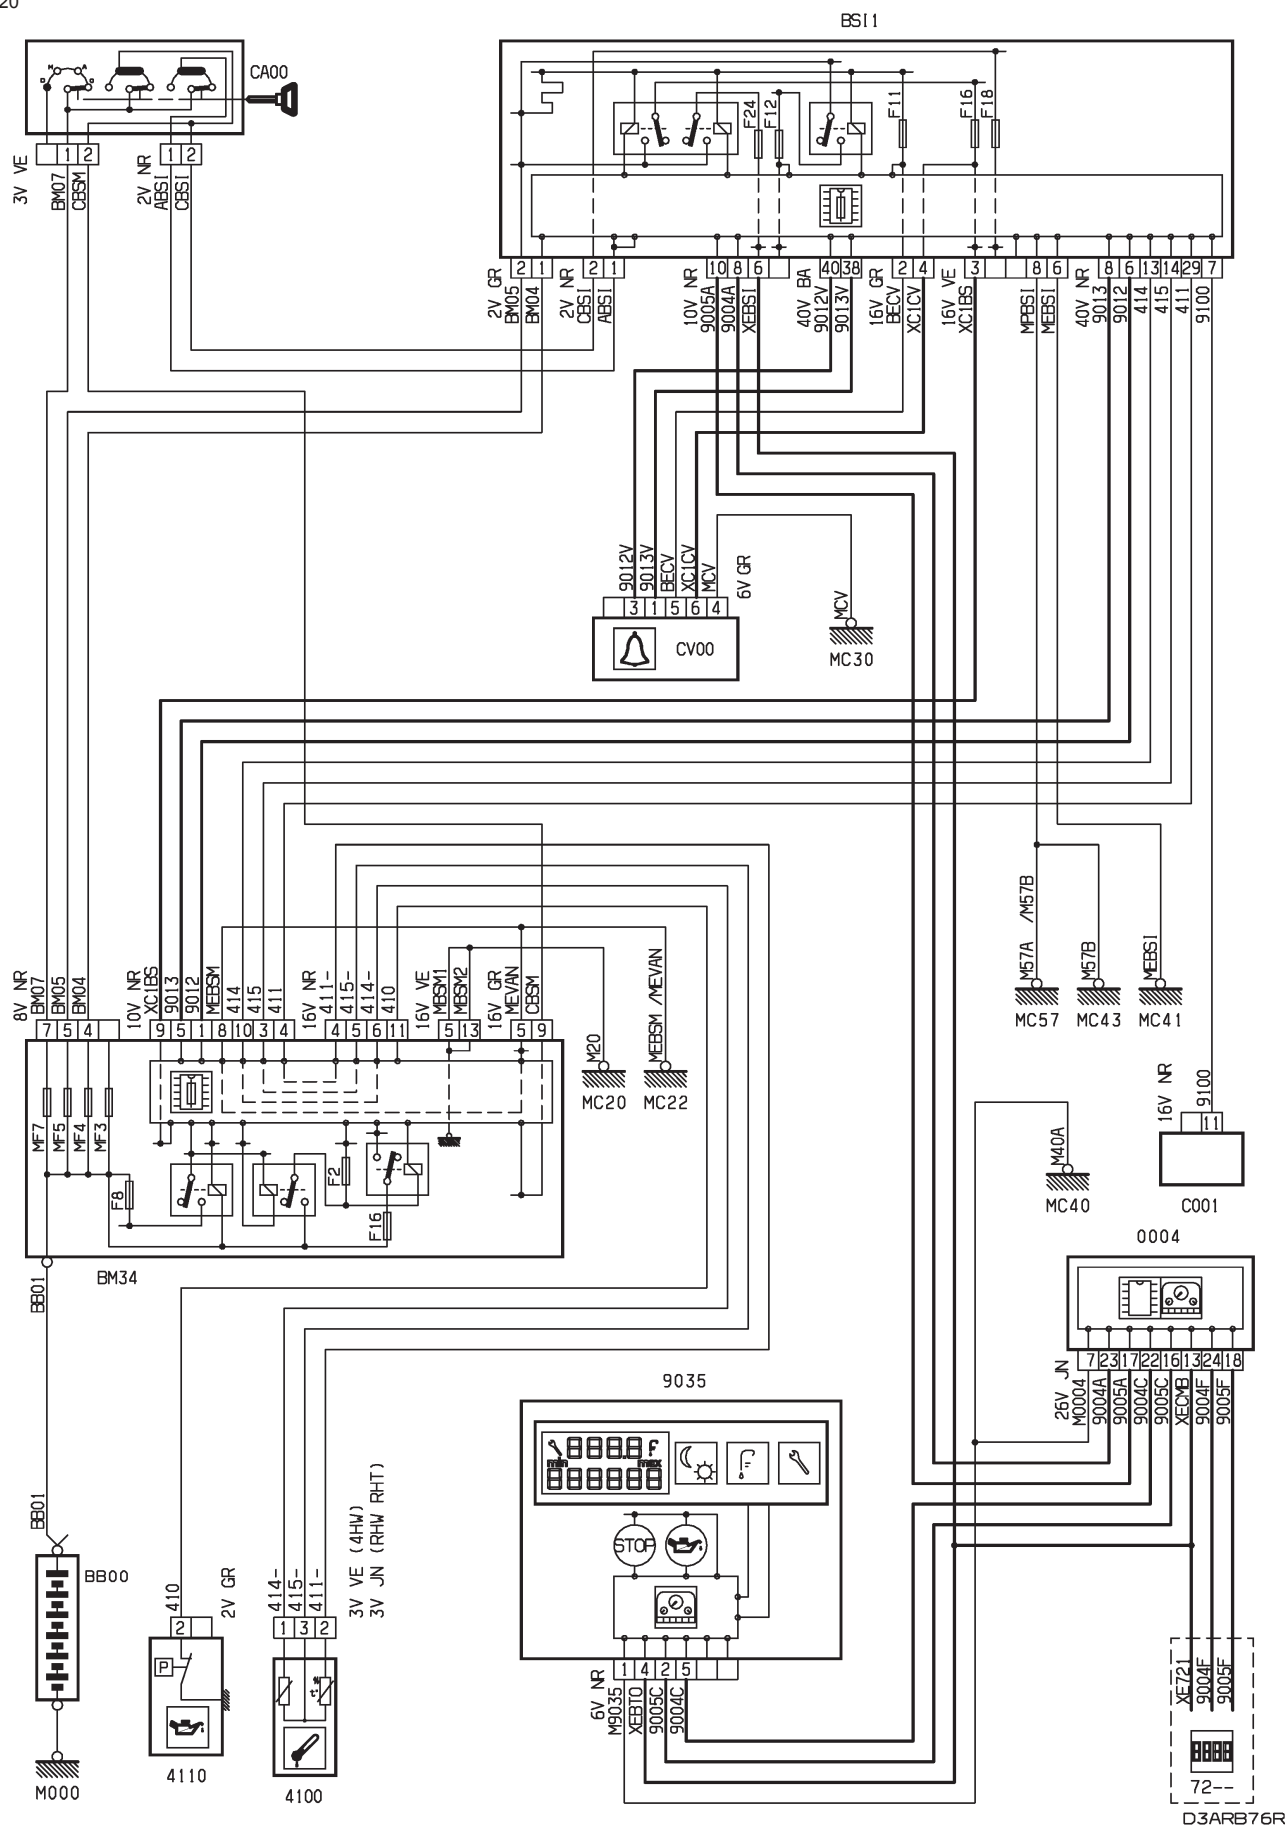 20
BSI1
CA00
N
A
D
3V VE
1 2
BM07
CBSM
2V NR
1 2
ABSI
CBSI
F24
F12
F11
F16
F18
2 1 2 1 10 8 6 40 38 2 4 3 8 6 8 6 13 14 29 7
2V GR
BM05
BM04
2V NR
CBSI
ABSI
10V NR
9005A
9004A
XEBSI
40V BA
9012V
9013V
16V GR
BECV
XC1CV
16V VE
XC1BS
MPBSI
MEBSI
40V NR
9013
9012
414
415
411
9100
9012V
9013V
BECV
XC1CV
MCV
6V GR
3 1 5 6 4
CV00
MCV
MC30
M57A /M57B
M57B
MEBSI
MC57
MC43
MC41
8V NR
BM07
BM05
BM04
10V NR
XC1BS
9013
9012
MEBSM
414
415
411
16V NR
411-
415-
414-
410
16V VE
MBSM1
MBSM2
16V GR
MEVAN
CBSM
7 5 4 9 5 1 8 10 3 4 4 5 6 11 5 13 5 9
M20
MEBSM /MEVAN
MC20
MC22
MF7
MF5
MF4
MF3
F8
F2
F16
BM34
16V NR
9100
11
C001
M40A
MC40
0004
7 23 17 22 16 13 24 18
26V JN
M0004
9004A
9005A
9004C
9005C
XECMB
9004F
9005F
BB01
BB01
BB00
M000
410
2V GR
2
P
4110
414-
415-
411-
3V VE (4HW)
3V JN (RHW RHT)
1 3 2
t°
4100
9035
min
max
STOP
1 4 2 5
6V NR
M9035
XEBTO
9005C
9004C
XE721
9004F
9005F
72--
D3ARB76R